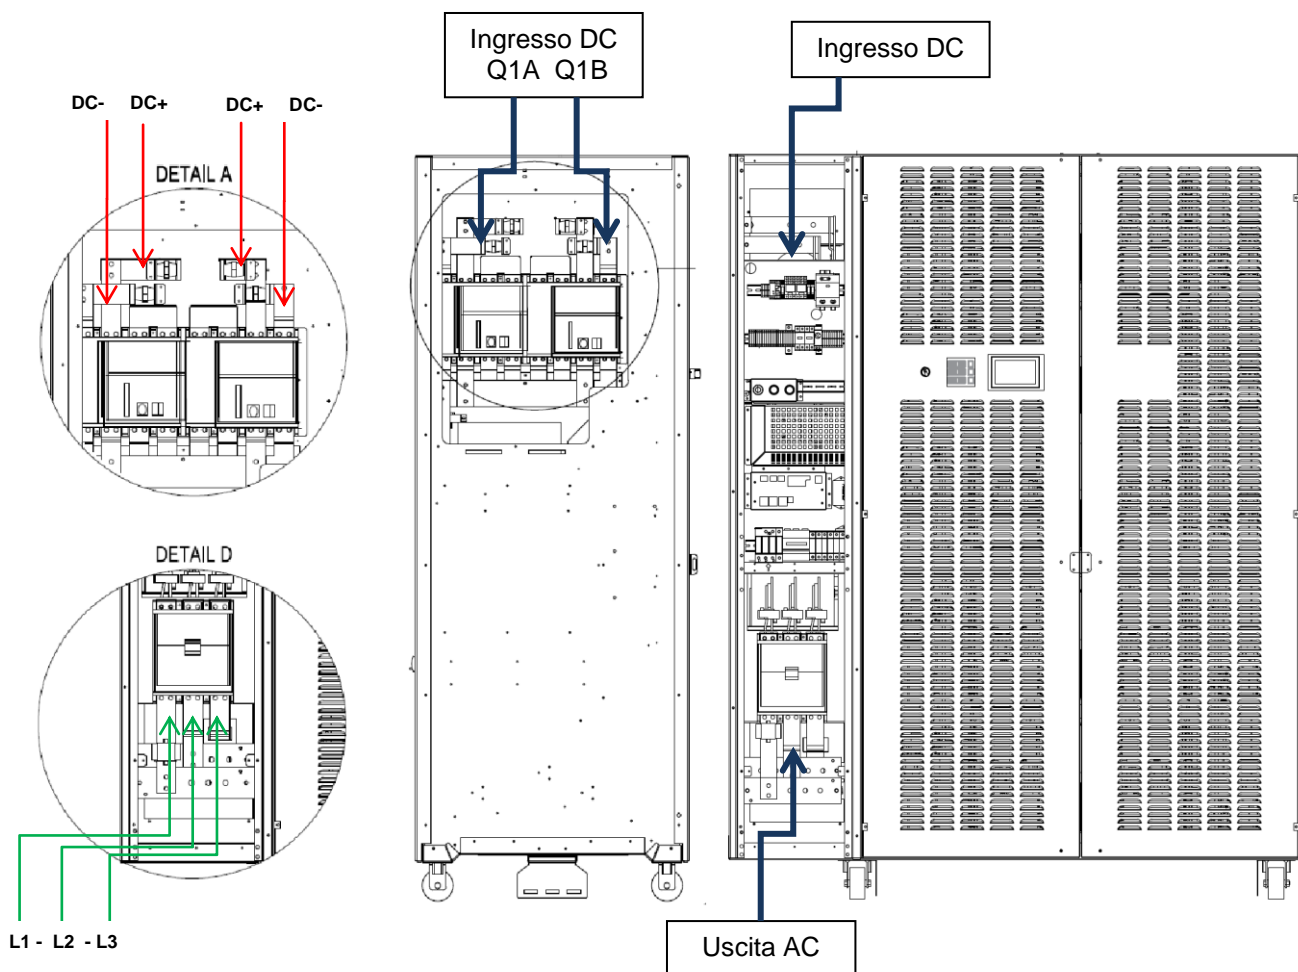 Ingresso DC
Q1A Q1B
Ingresso DC
DC- DC+ DC+ DC-
DETAIL A
DETAIL D
L1 - L2 - L3
Uscita AC